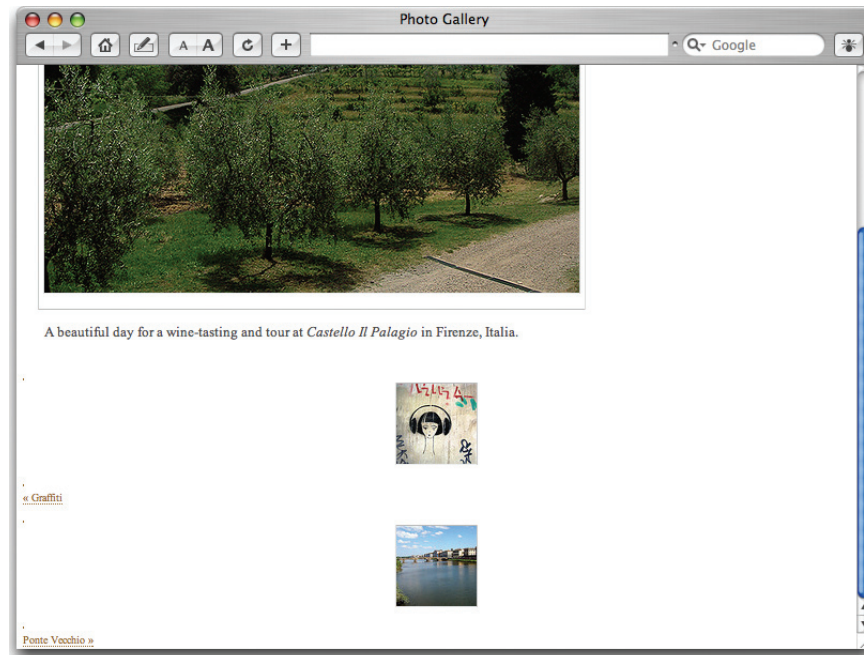 Photo Gallery
A A
Google
A beautiful day for a wine-tasting and tour at Castello Il Palagio in Firenze, Italia.
« Graffiti
Ponte Vecchio »